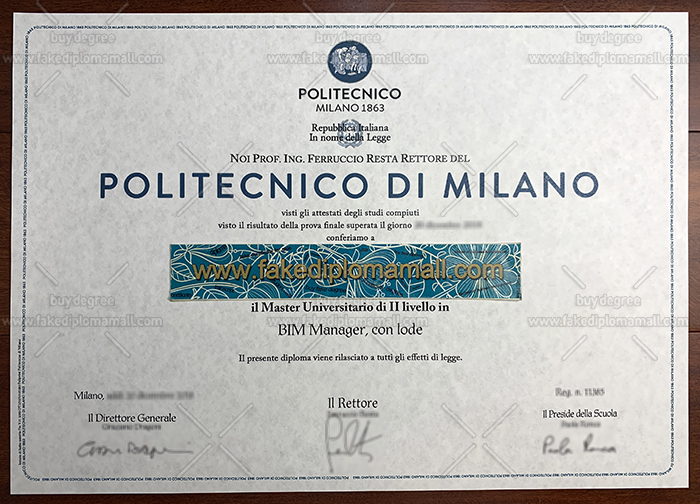 buydegree
www.fakediplomamall.com
POLITECNICO
MILANO 1863
Repubblica Italiana
In nome della Legge
NOI PROF. ING. FERRUCCIO RESTA RETTORE DEL
POLITECNICO DI MILANO
visti gli attestati degli studi compiuti
visto il risultato della prova finale superata il giorno
conferiamo a
www.fakediplomamall.com
il Master Universitario di II livello in
BIM Manager, con lode
Il presente diploma viene rilasciato a tutti gli effetti di legge.
Milano,
Reg. n. 11385
Il Direttore Generale
Il Rettore
Il Preside della Scuola